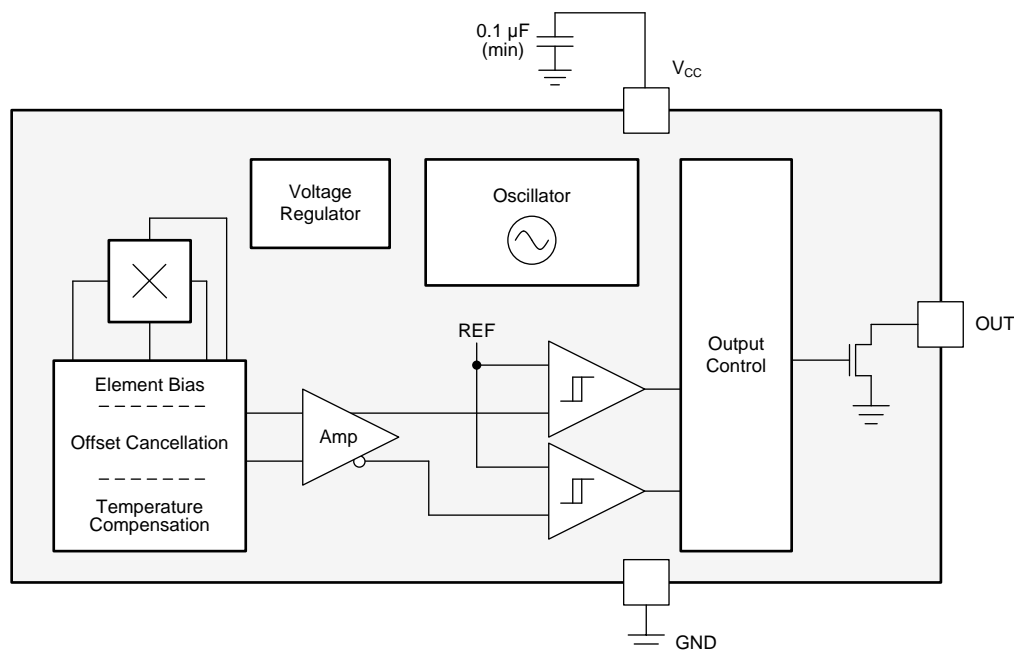 0.1 µF
(min)
VCC
Voltage
Regulator
Oscillator
REF
OUT
Output
Control
Element Bias
Offset Cancellation
Amp
Temperature
Compensation
GND